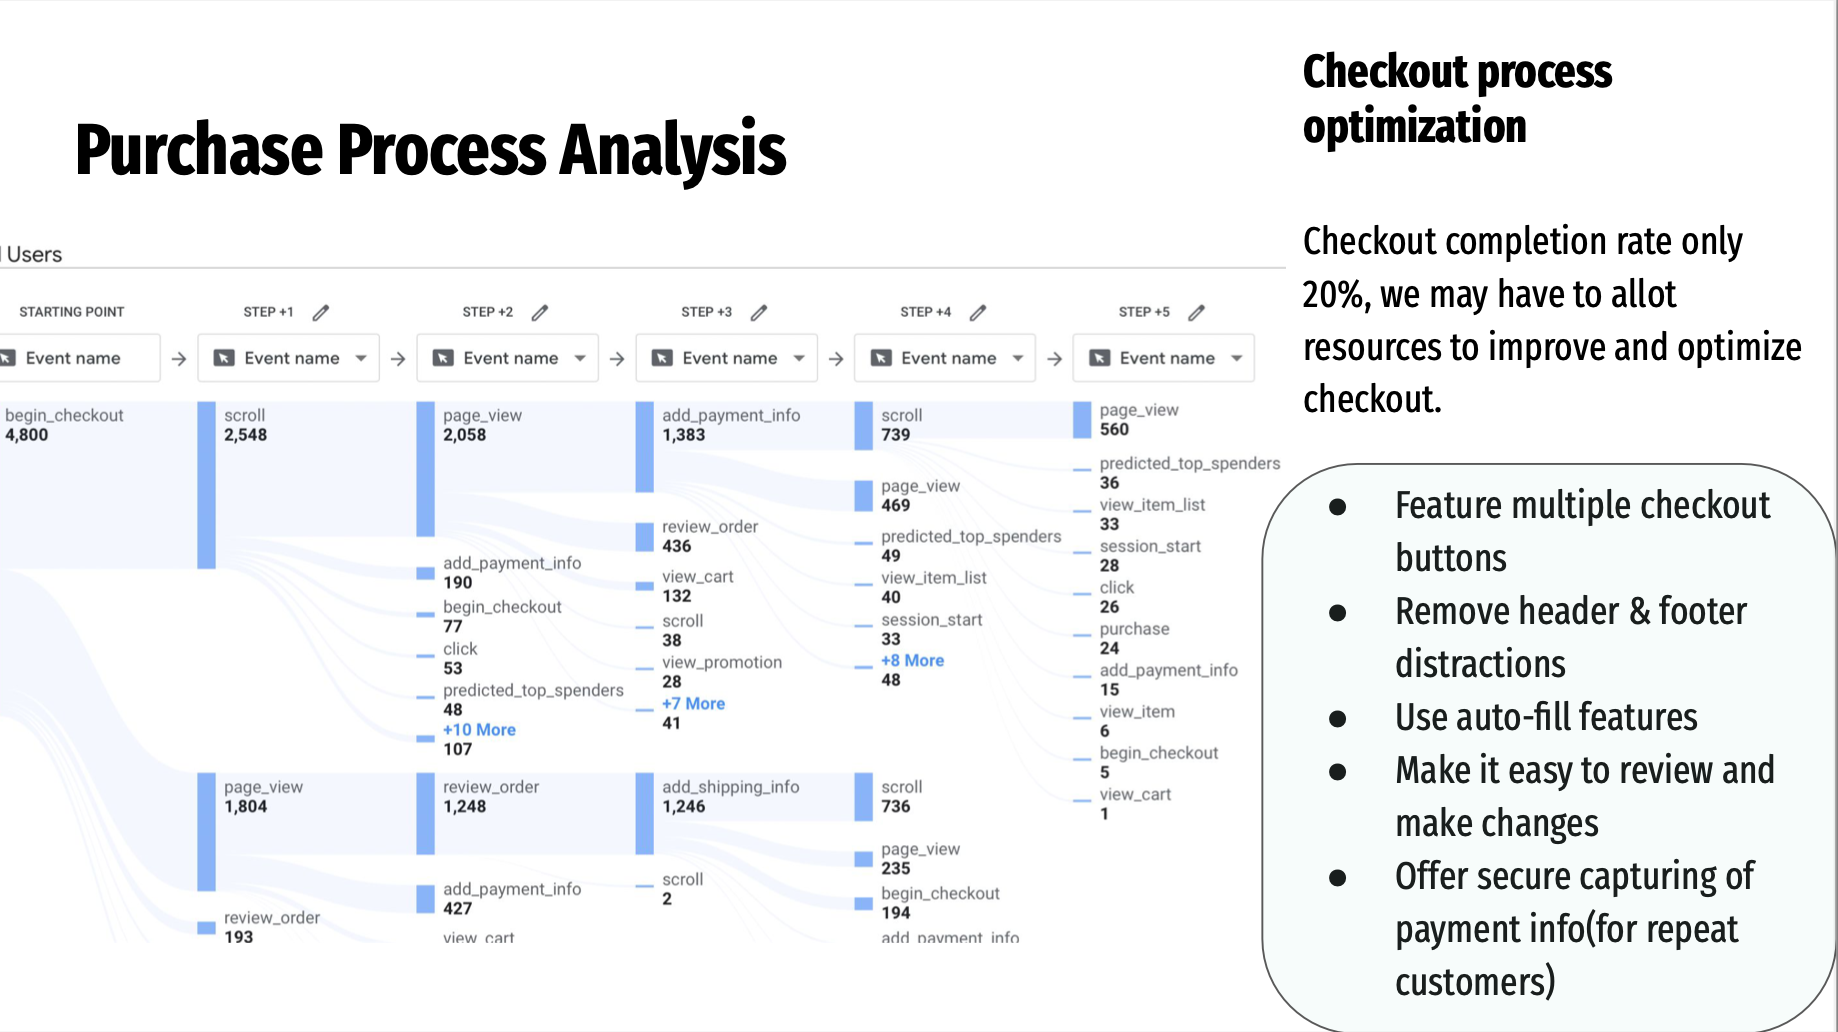 Purchase Process Analysis
Users
STARTING POINT
STEP +1
STEP +2
STEP +3
STEP +4
STEP +5
Event name
Event name
Event name
Event name
Event name
Event name
begin_checkout
4,800
scroll
2,548
page_view
1,804
review_order
193
page_view
2,058
add_payment_info
190
begin_checkout
77
click
53
predicted_top_spenders
48
+10 More
107
review_order
1,248
add_payment_info
427
view_cart
add_payment_info
1,383
review_order
436
view_cart
132
scroll
38
view_promotion
28
+7 More
41
add_shipping_info
1,246
scroll
2
scroll
739
page_view
469
predicted_top_spenders
49
view_item_list
40
session_start
33
+8 More
48
scroll
736
page_view
235
begin_checkout
194
add_payment_info
page_view
560
predicted_top_spenders
36
view_item_list
33
session_start
28
click
26
purchase
24
add_payment_info
15
view_item
6
begin_checkout
5
view_cart
1
Checkout process
optimization
Checkout completion rate only
20%, we may have to allot
resources to improve and optimize
checkout.
● Feature multiple checkout
buttons
● Remove header & footer
distractions
● Use auto-fill features
● Make it easy to review and
make changes
● Offer secure capturing of
payment info(for repeat
customers)